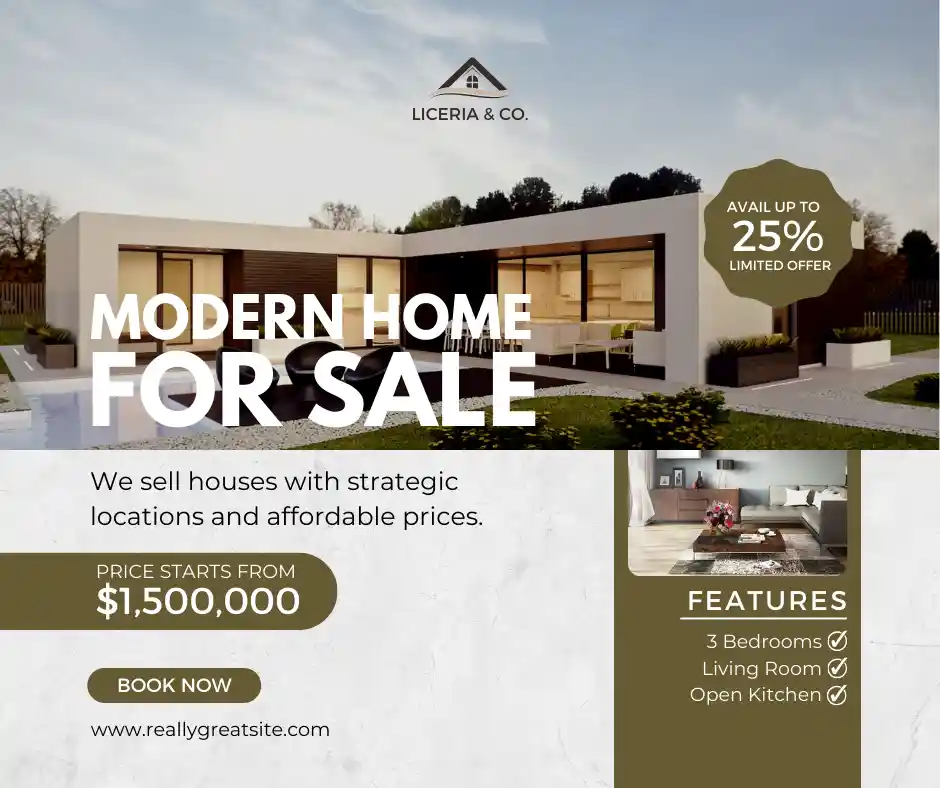 LICERIA & CO.
AVAIL UP TO
25%
LIMITED OFFER
MODERN HOME
FOR SALE
We sell houses with strategic
locations and affordable prices.
PRICE STARTS FROM
$1,500,000
BOOK NOW
www.reallygreatsite.com
FEATURES
3 Bedrooms
Living Room
Open Kitchen